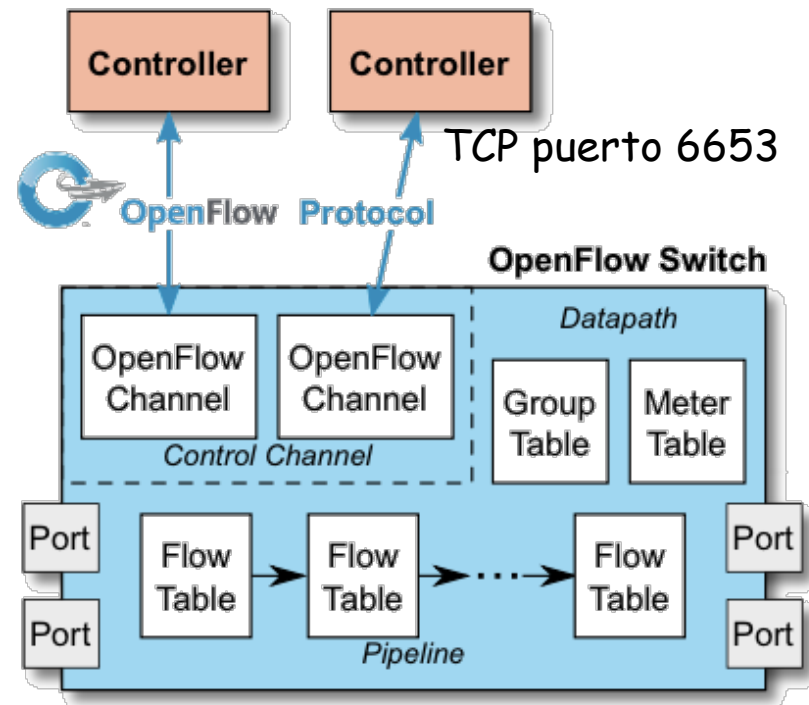 Controller Controller
TCP puerto 6653
OpenFlow Protocol
OpenFlow Switch
Datapath
OpenFlow
Channel
OpenFlow
Channel
Control Channel
Group
Table
Meter
Table
Port
Port
Flow
Table
Flow
Table
...
Flow
Table
Pipeline
Port
Port